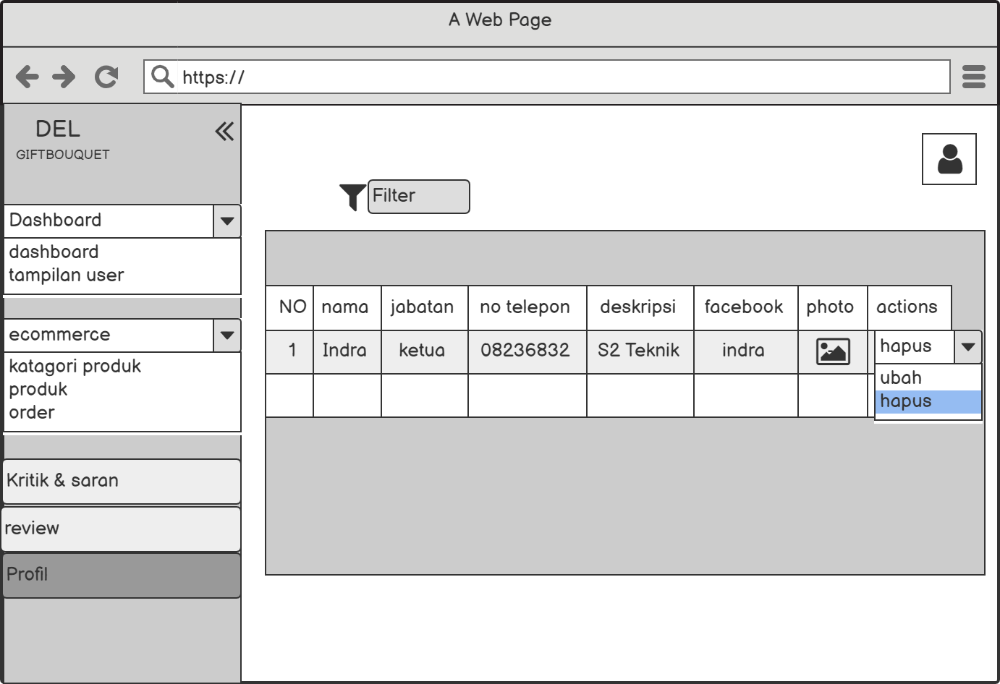 A Web Page
https://
DEL
GIFTBOUQUET
Dashboard
dashboard
tampilan user
ecommerce
katagori produk
produk
order
Kritik & saran
review
Profil
Filter
NO nama jabatan no telepon deskripsi facebook photo actions
1 Indra ketua 08236832 S2 Teknik indra hapus
ubah
hapus